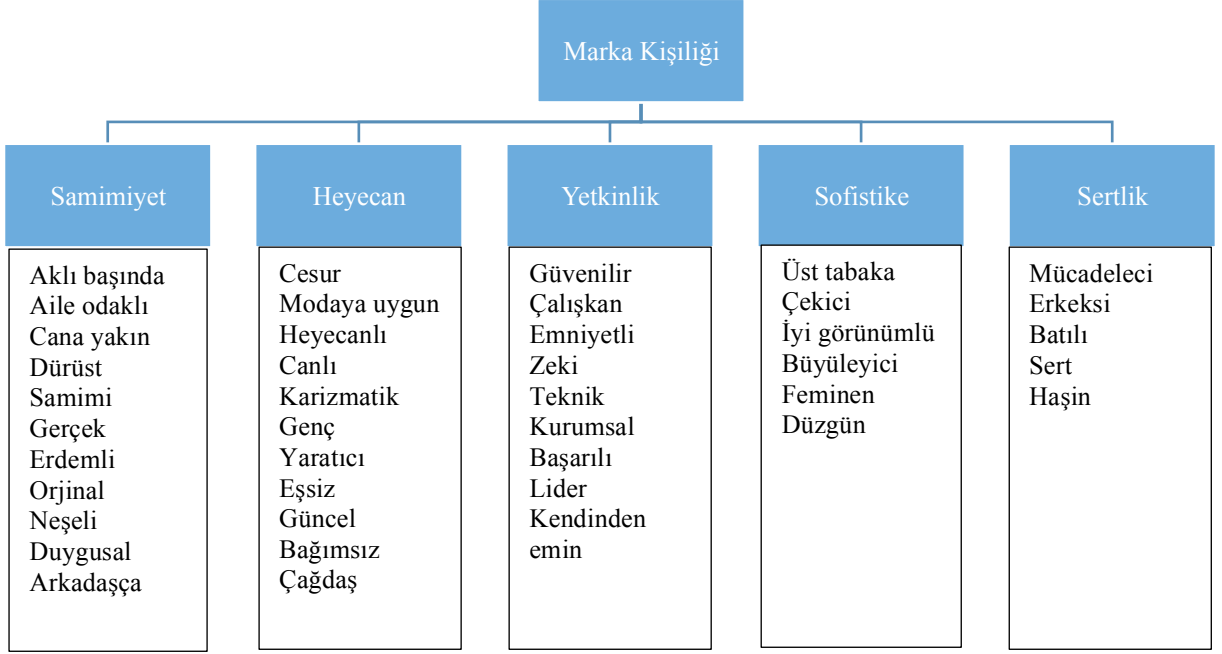 Marka Kişiliği
Samimiyet
Aklı başında
Aile odaklı
Cana yakın
Dürüst
Samimi
Gerçek
Erdemli
Orjinal
Neşeli
Duygusal
Arkadaşça
Heyecan
Cesur
Modaya uygun
Heyecanlı
Canlı
Karizmatik
Genç
Yaratıcı
Eşsiz
Güncel
Bağımsız
Çağdaş
Yetkinlik
Güvenilir
Çalışkan
Emniyetli
Zeki
Teknik
Kurumsal
Başarılı
Lider
Kendinden
emin
Sofistike
Üst tabaka
Çekici
İyi görünümlü
Büyüleyici
Feminen
Düzgün
Sertlik
Mücadeleci
Erkeksi
Batılı
Sert
Haşin